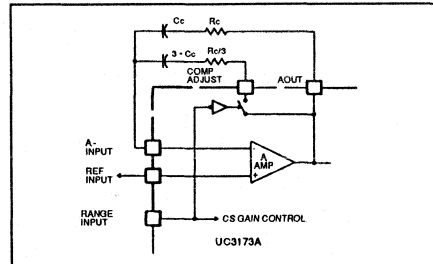 Cc Rc
3 · Cc Rc/3
COMP
ADJUST
AOUT
A-
INPUT
-
A
AMP
REF
INPUT
+
RANGE
INPUT
CS GAIN CONTROL
UC3173A